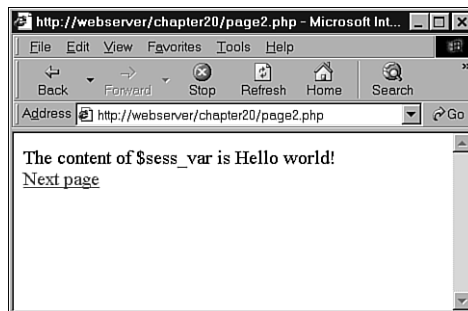 http://webserver/chapter20/page2.php - Microsoft Int...
File Edit View Favorites Tools Help
Back Forward Stop Refresh Home Search »
Address http://webserver/chapter20/page2.php Go
The content of $sess_var is Hello world!
Next page